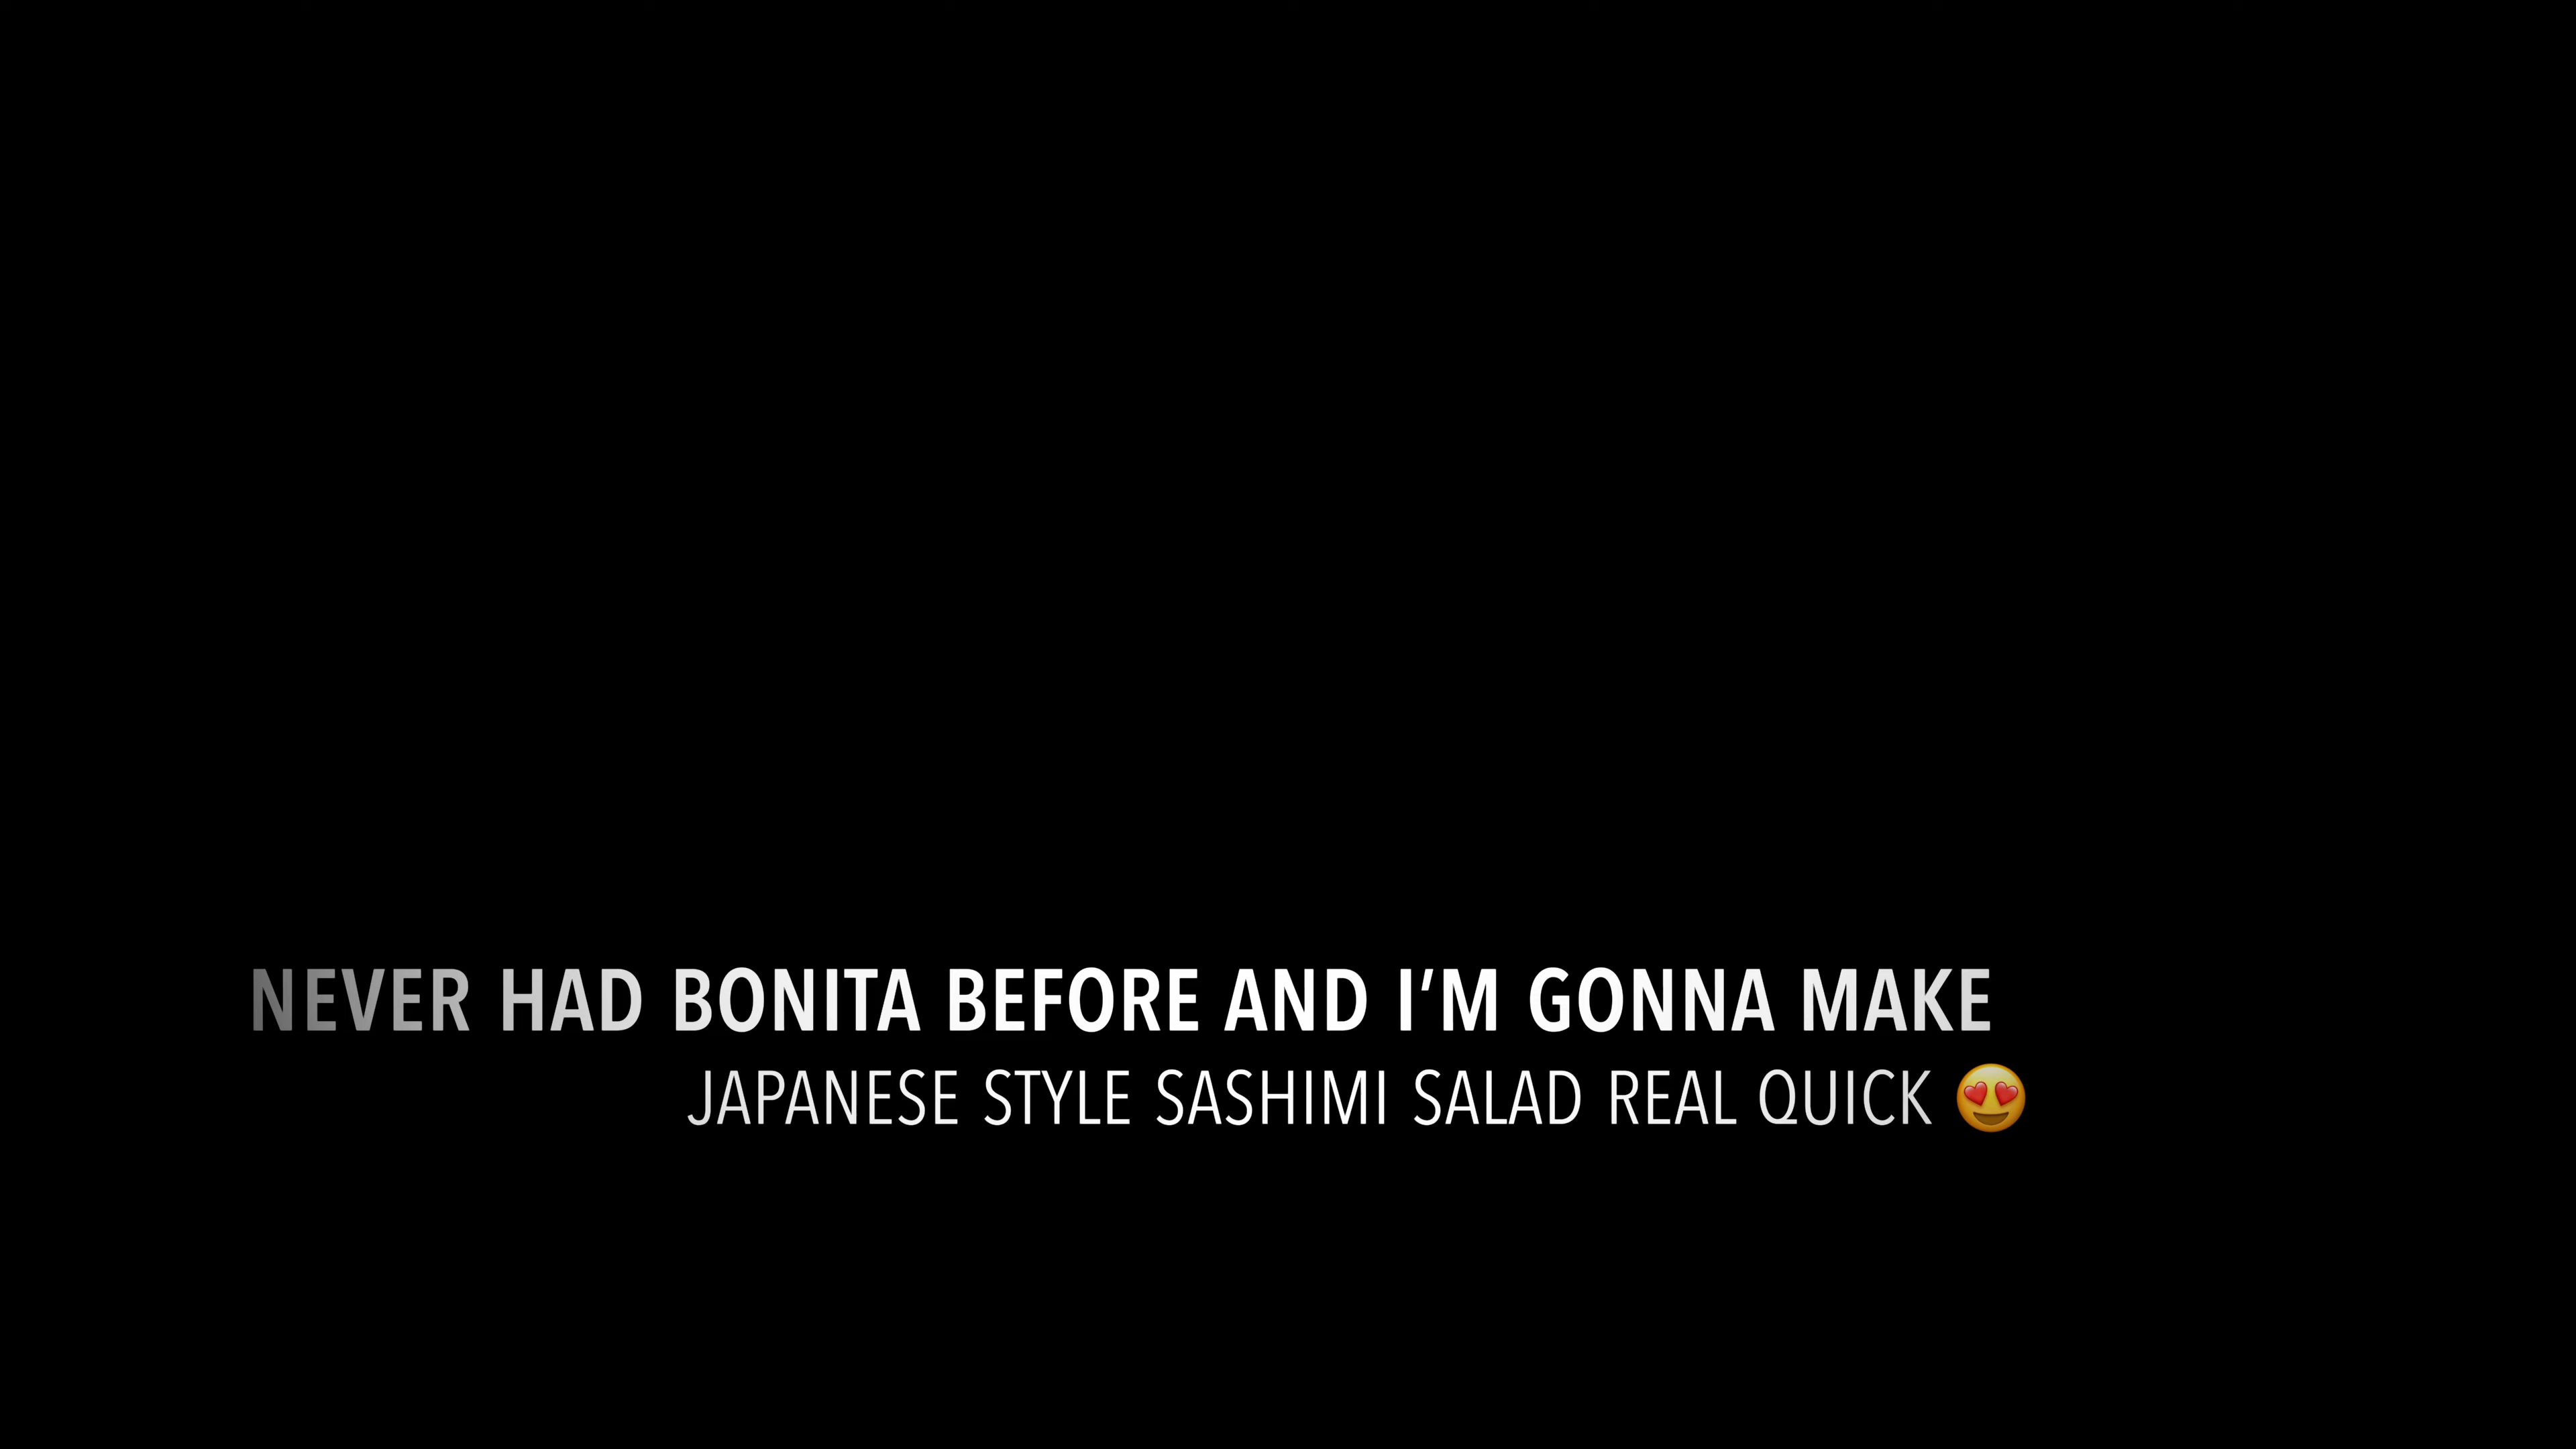 NEVER HAD BONITA BEFORE AND I’M GONNA MAKE
JAPANESE STYLE SASHIMI SALAD REAL QUICK 😍